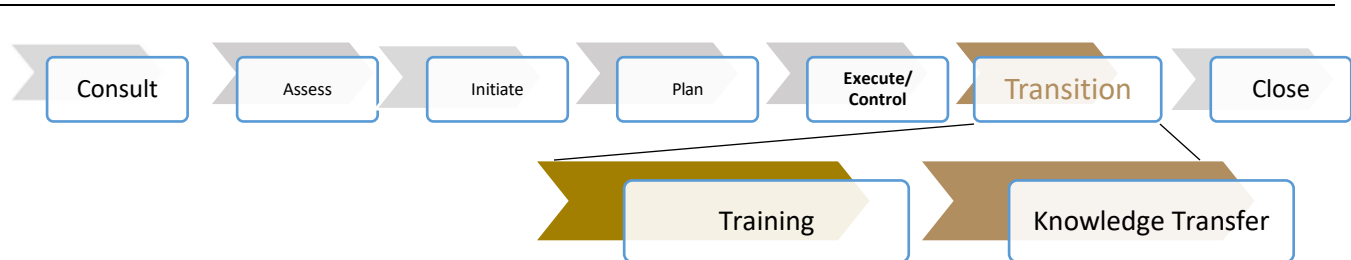 Consult
Assess
Initiate
Plan
Execute/
Control
Transition
Close
Training
Knowledge Transfer